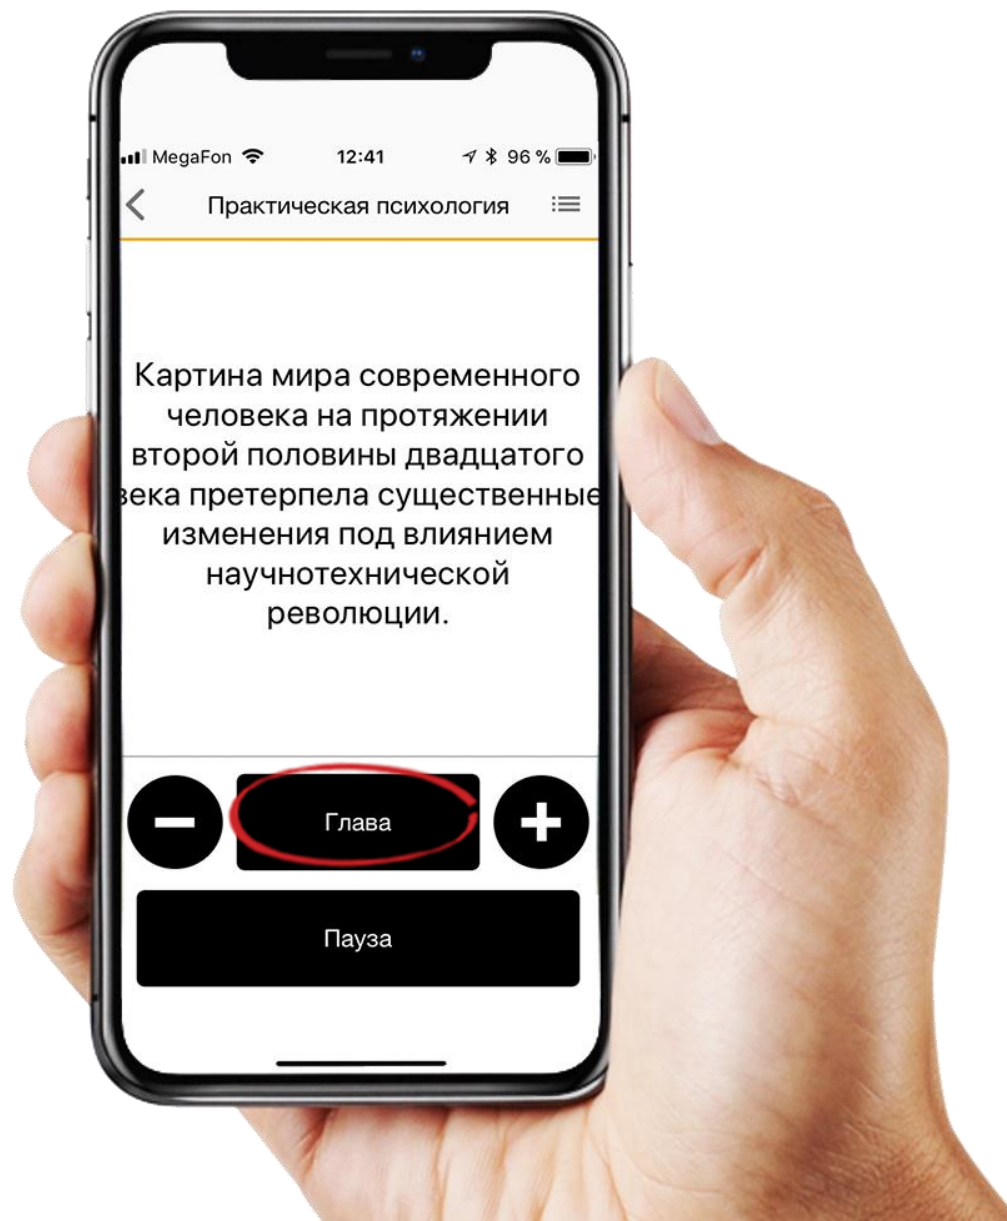 MegaFon 12:41 96 %
Практическая психология
Картина мира современного
человека на протяжении
второй половины двадцатого
века претерпела существенные
изменения под влиянием
научнотехнической
революции.
Глава
Пауза